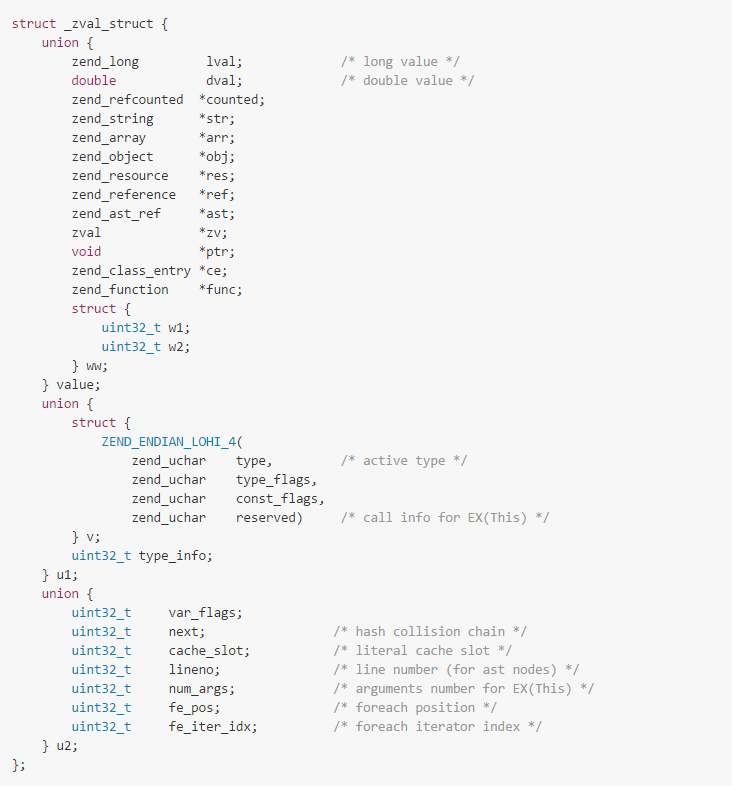 struct _zval_struct {
    union {
        zend_long         lval;             /* long value */
        double            dval;             /* double value */
        zend_refcounted  *counted;
        zend_string      *str;
        zend_array       *arr;
        zend_object      *obj;
        zend_resource    *res;
        zend_reference   *ref;
        zend_ast_ref     *ast;
        zval             *zv;
        void             *ptr;
        zend_class_entry *ce;
        zend_function    *func;
        struct {
            uint32_t w1;
            uint32_t w2;
        } ww;
    } value;
    union {
        struct {
            ZEND_ENDIAN_LOHI_4(
                zend_uchar    type,         /* active type */
                zend_uchar    type_flags,
                zend_uchar    const_flags,
                zend_uchar    reserved)     /* call info for EX(This) */
        } v;
        uint32_t type_info;
    } u1;
    union {
        uint32_t     var_flags;
        uint32_t     next;                 /* hash collision chain */
        uint32_t     cache_slot;           /* literal cache slot */
        uint32_t     lineno;               /* line number (for ast nodes) */
        uint32_t     num_args;             /* arguments number for EX(This) */
        uint32_t     fe_pos;               /* foreach position */
        uint32_t     fe_iter_idx;          /* foreach iterator index */
    } u2;
};